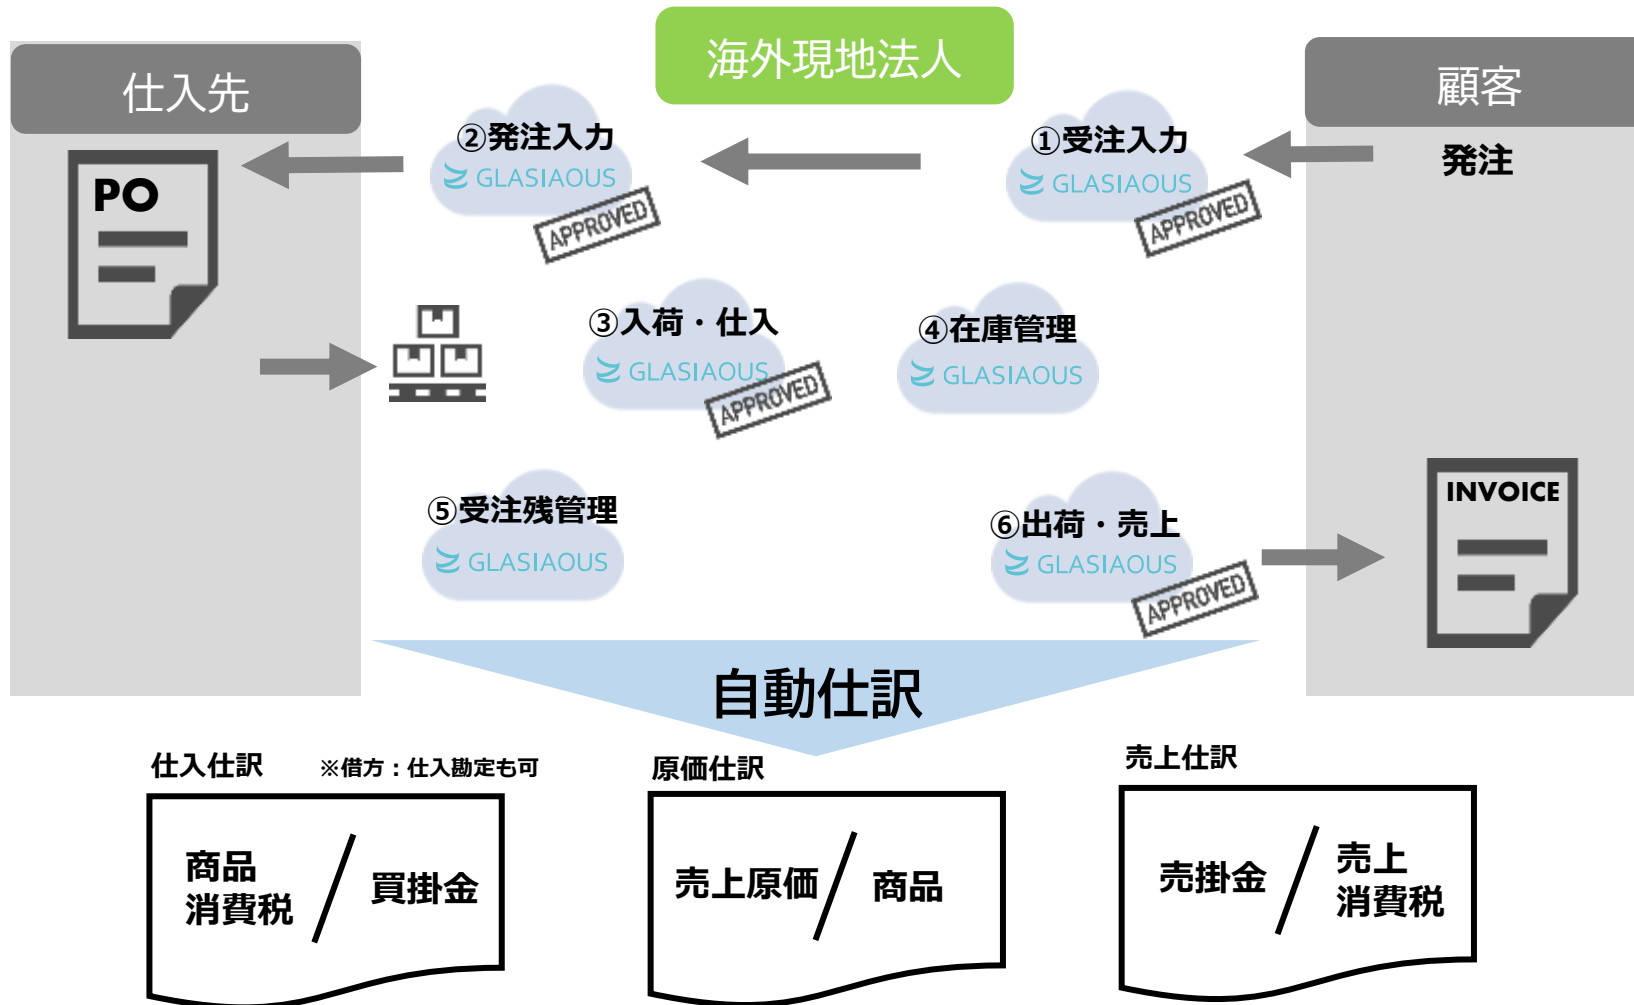 海外現地法人
仕入先
顧客
②発注入力
GLASIAOUS
APPROVED
①受注入力
GLASIAOUS
APPROVED
発注
PO
③入荷・仕入
GLASIAOUS
APPROVED
④在庫管理
GLASIAOUS
⑤受注残管理
GLASIAOUS
⑥出荷・売上
GLASIAOUS
APPROVED
INVOICE
自動仕訳
仕入仕訳
※借方：仕入勘定も可
商品
消費税
買掛金
原価仕訳
売上原価
商品
売上仕訳
売掛金
売上
消費税